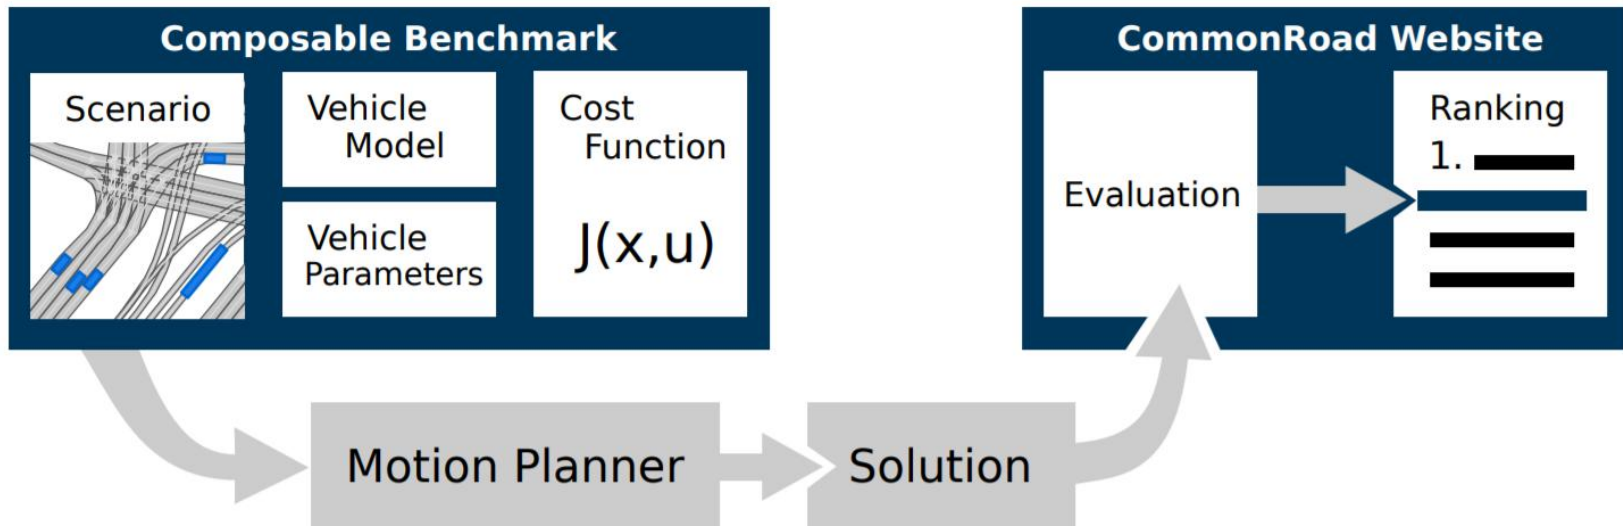 Composable Benchmark
Scenario
Vehicle
Model
Vehicle
Parameters
Cost
Function
J(x,u)
CommonRoad Website
Evaluation
Ranking
1.
Motion Planner
Solution